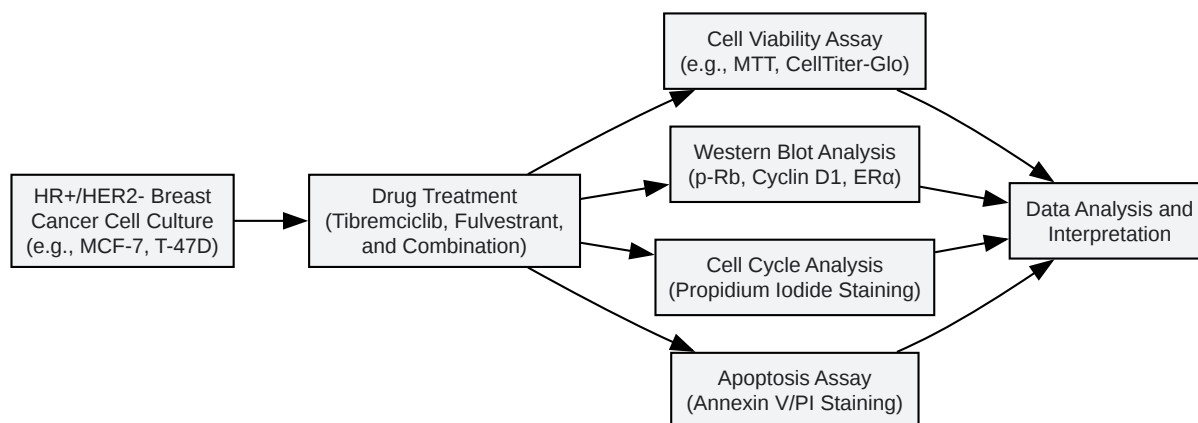 HR+/HER2- Breast
Cancer Cell Culture
(e.g., MCF-7, T-47D)
Drug Treatment
(Tibremciclib, Fulvestrant,
and Combination)
Cell Viability Assay
(e.g., MTT, CellTiter-Glo)
Western Blot Analysis
(p-Rb, Cyclin D1, ERα)
Cell Cycle Analysis
(Propidium Iodide Staining)
Apoptosis Assay
(Annexin V/PI Staining)
Data Analysis and
Interpretation